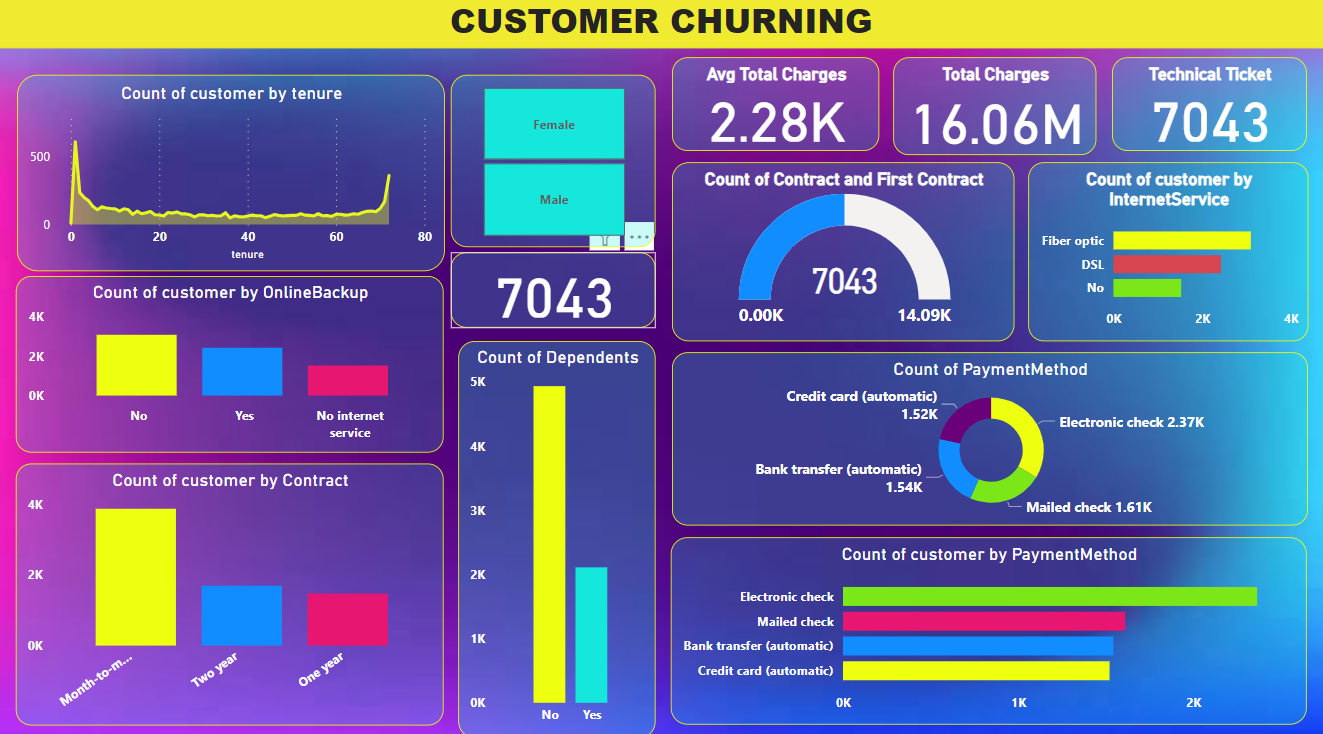 CUSTOMER CHURNING
Count of customer by tenure
500
0
0
20
40
60
80
tenure
Female
Male
7043
Avg Total Charges
2.28K
Total Charges
16.06M
Technical Ticket
7043
Count of Contract and First Contract
7043
0.00K
14.09K
Count of customer by
InternetService
Fiber optic
DSL
No
0K
2K
4K
Count of customer by OnlineBackup
4K
2K
0K
No
Yes
No internet
service
Count of customer by Contract
4K
2K
0K
Month-to-m...
Two year
One year
Count of Dependents
5K
4K
3K
2K
1K
0K
No
Yes
Count of PaymentMethod
Credit card (automatic)
1.52K
Electronic check 2.37K
Bank transfer (automatic)
1.54K
Mailed check 1.61K
Count of customer by PaymentMethod
Electronic check
Mailed check
Bank transfer (automatic)
Credit card (automatic)
0K
1K
2K